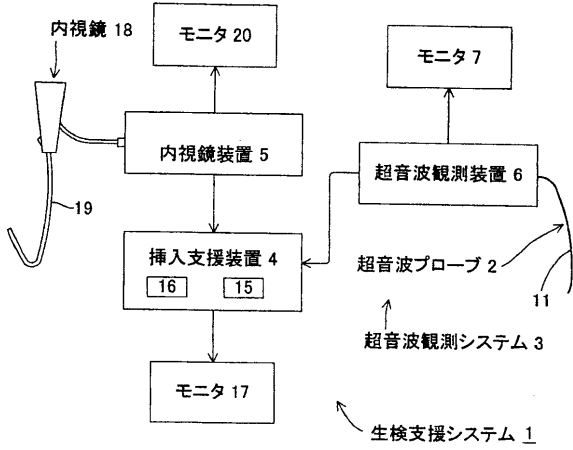 内視鏡 18
モニタ 20
モニタ 7
内視鏡装置 5
超音波観測装置 6
19
挿入支援装置 4
16
15
超音波プローブ 2
11
超音波観測システム 3
モニタ 17
生検支援システム 1